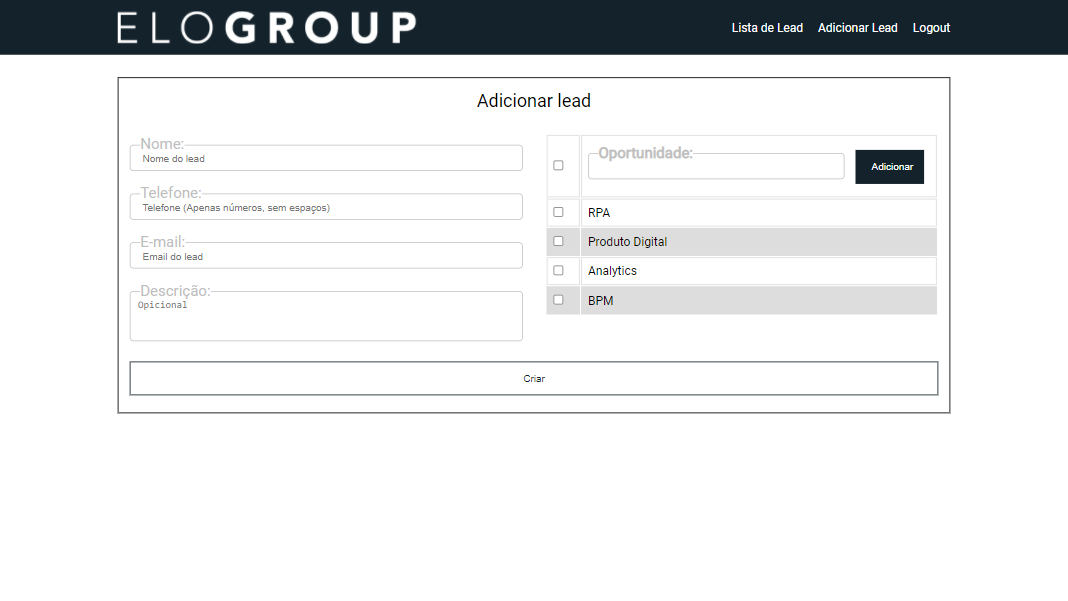 ELOGROUP
Lista de Lead Adicionar Lead Logout
Adicionar lead
Nome:
Nome do lead
Telefone:
Telefone (Apenas números, sem espaços)
E-mail:
Email do lead
Descrição:
Opicional
Oportunidade:
Adicionar
RPA
Produto Digital
Analytics
BPM
Criar